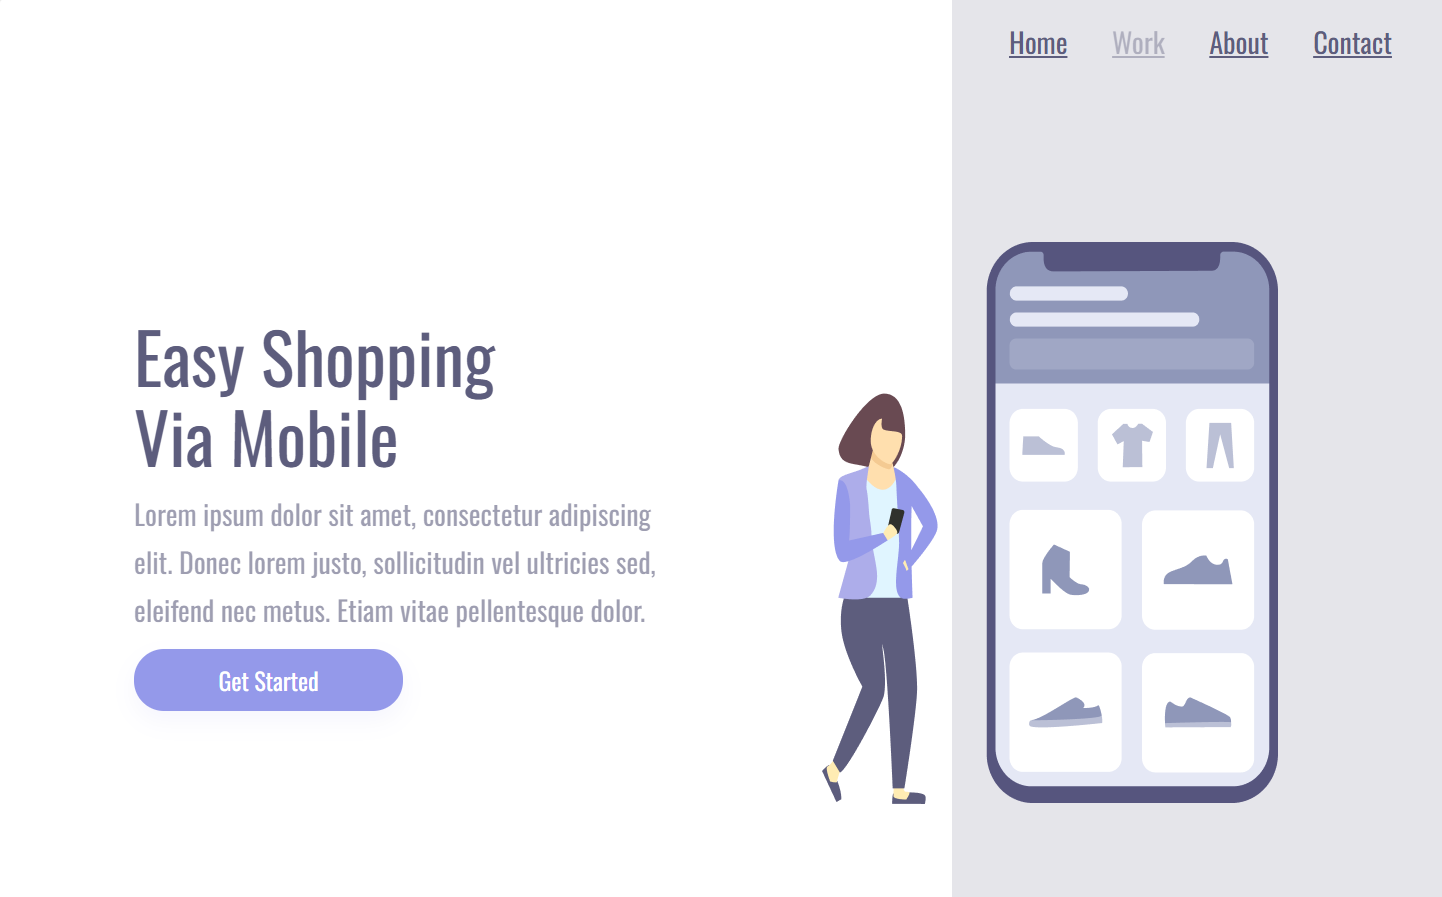 Home Work About Contact
Easy Shopping
Via Mobile
Lorem ipsum dolor sit amet, consectetur adipiscing
elit. Donec lorem justo, sollicitudin vel ultricies sed,
eleifend nec metus. Etiam vitae pellentesque dolor.
Get Started